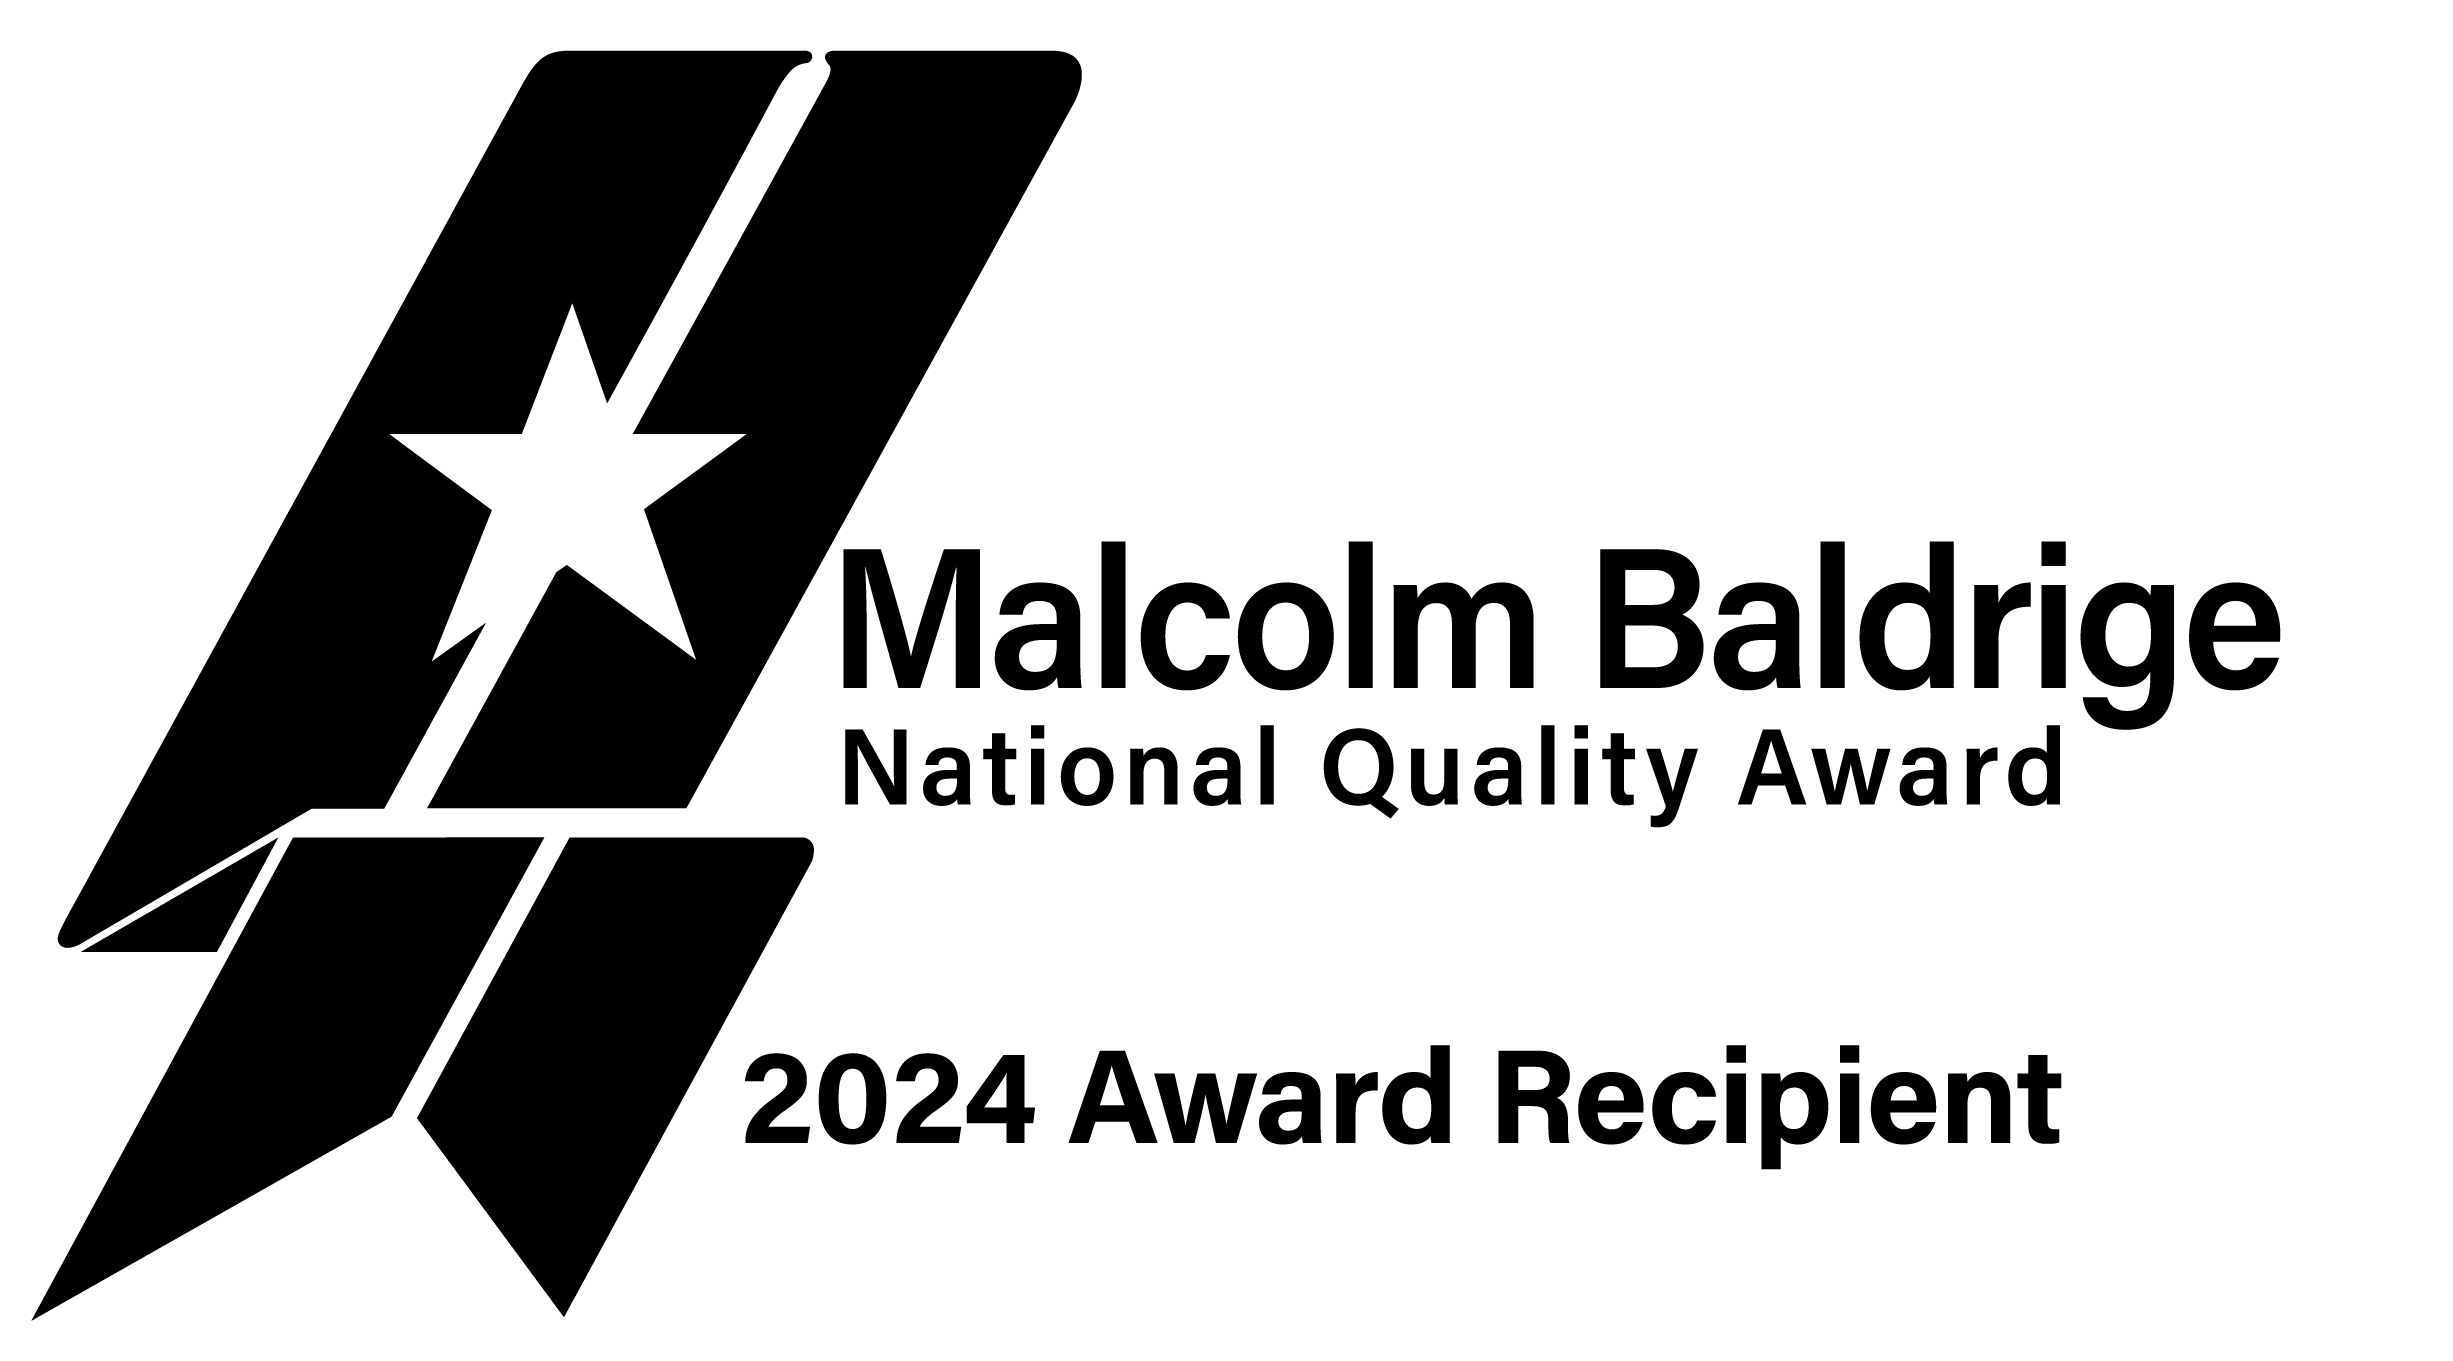 Malcolm Baldrige
National Quality Award
2024 Award Recipient